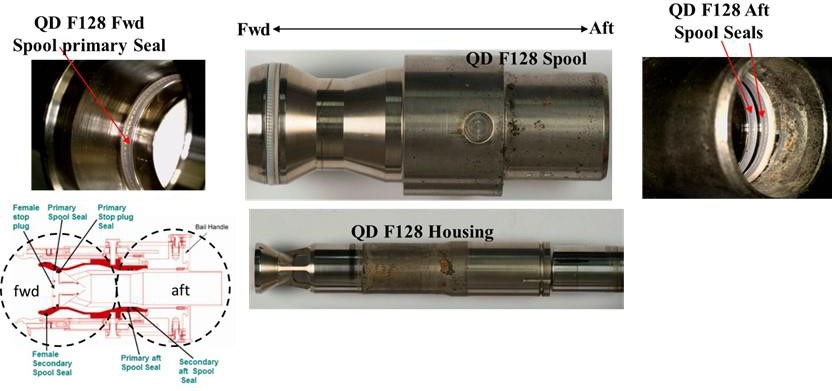 QD F128 Fwd
Spool primary Seal
Fwd
Aft
QD F128 Spool
QD F128 Aft
Spool Seals
QD F128 Housing
Female
stop
plug
Primary
Spool Seal
Primary
Stop plug
Seal
Bail Handle
fwd
aft
Female
Secondary
Spool Seal
Primary aft Spool
Seal
Secondary
aft Spool
Seal